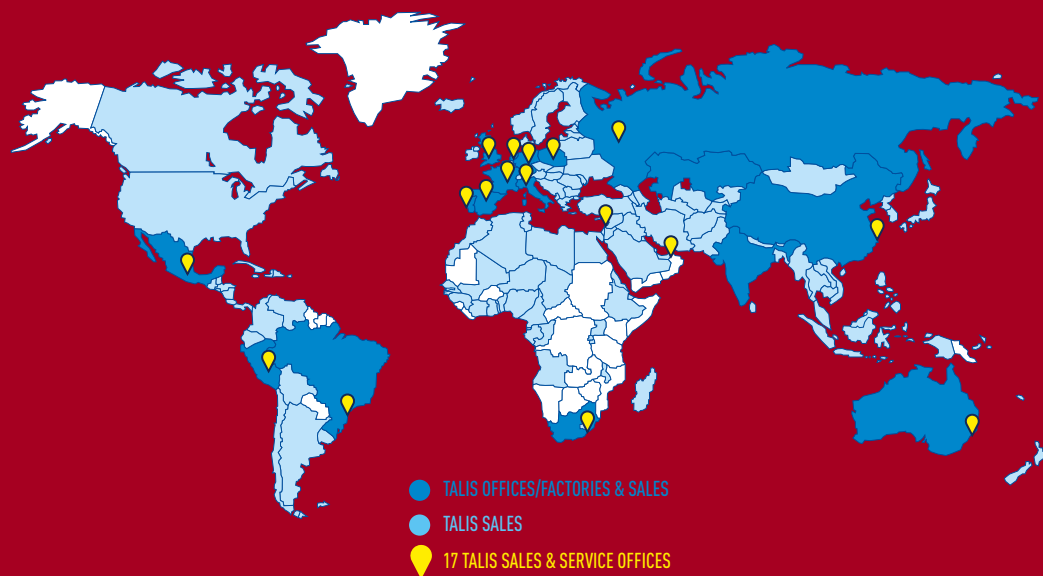 TALIS OFFICES/FACTORIES & SALES
TALIS SALES
17 TALIS SALES & SERVICE OFFICES